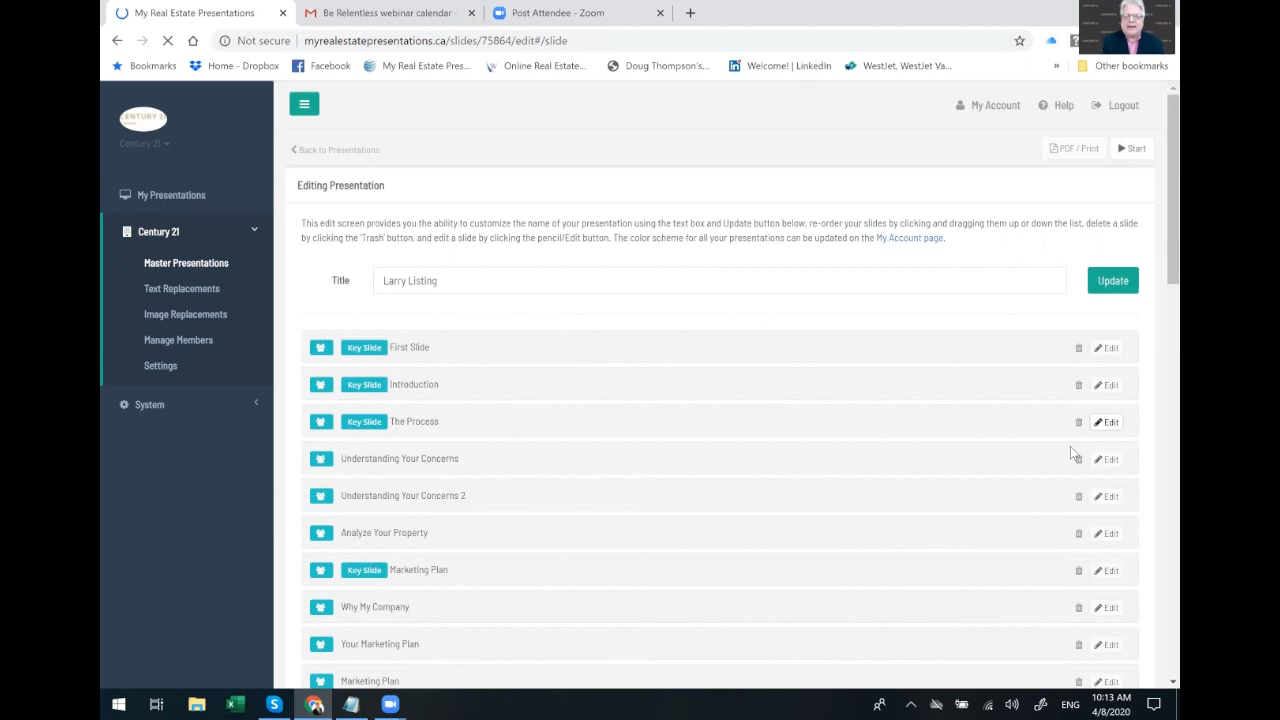 My Real Estate Presentations
Be Relentless webinar calendar -
Post Attendee - Zoom
Not secure
myrealestatepresentations.ca/
/75864/edit#/slide
Bookmarks
Home - Dropbox
Facebook
My Real Estate Pres...
Online Real Estate...
Doug Thompson's...
Welcome! | LinkedIn
WestJet, WestJet Va...
»
Other bookmarks
CENTURY 21
Century 21
My Account
Help
Logout
Back to Presentations
PDF / Print
Start
My Presentations
Century 21
Master Presentations
Text Replacements
Image Replacements
Manage Members
Settings
System
Editing Presentation
This edit screen provides you the ability to customize the name of your presentation using the text box and Update button below, re-order your slides by clicking and dragging them up or down the list, delete a slide
by clicking the 'Trash' button, and edit a slide by clicking the pencil/Edit button. The color scheme for all your presentations can be updated on the My Account page.
Title
Larry Listing
Update
Key Slide First Slide Edit
Key Slide Introduction Edit
Key Slide The Process Edit
Understanding Your Concerns Edit
Understanding Your Concerns 2 Edit
Analyze Your Property Edit
Key Slide Marketing Plan Edit
Why My Company Edit
Your Marketing Plan Edit
Marketing Plan Edit
ENG
10:13 AM
4/8/2020